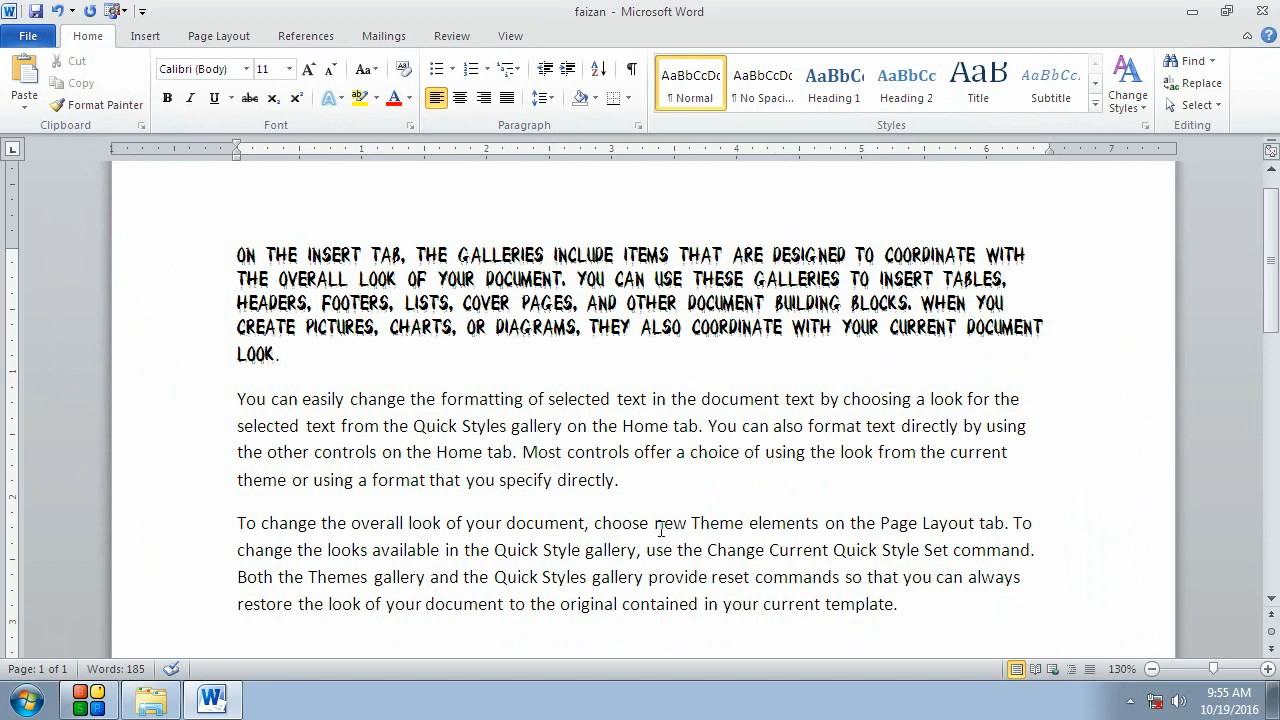 faizan - Microsoft Word
File Home Insert Page Layout References Mailings Review View
Paste
Cut
Copy
Format Painter
Clipboard
Calibri (Body) 11
B I U abc x₂ x²
Font
Paragraph
AaBbCcDc AaBbCcDc AaBbCc AaBbCc AaB AaBbCc.
¶ Normal ¶ No Spaci... Heading 1 Heading 2 Title Subtitle
Change
Styles
Styles
Find
Replace
Select
Editing
1 1 2 3 4 5 6 7
ON THE INSERT TAB, THE GALLERIES INCLUDE ITEMS THAT ARE DESIGNED TO COORDINATE WITH
THE OVERALL LOOK OF YOUR DOCUMENT. YOU CAN USE THESE GALLERIES TO INSERT TABLES,
HEADERS, FOOTERS, LISTS, COVER PAGES, AND OTHER DOCUMENT BUILDING BLOCKS. WHEN YOU
CREATE PICTURES, CHARTS, OR DIAGRAMS, THEY ALSO COORDINATE WITH YOUR CURRENT DOCUMENT
LOOK.
You can easily change the formatting of selected text in the document text by choosing a look for the
selected text from the Quick Styles gallery on the Home tab. You can also format text directly by using
the other controls on the Home tab. Most controls offer a choice of using the look from the current
theme or using a format that you specify directly.
To change the overall look of your document, choose new Theme elements on the Page Layout tab. To
change the looks available in the Quick Style gallery, use the Change Current Quick Style Set command.
Both the Themes gallery and the Quick Styles gallery provide reset commands so that you can always
restore the look of your document to the original contained in your current template.
Page: 1 of 1 Words: 185 130%
9:55 AM
10/19/2016